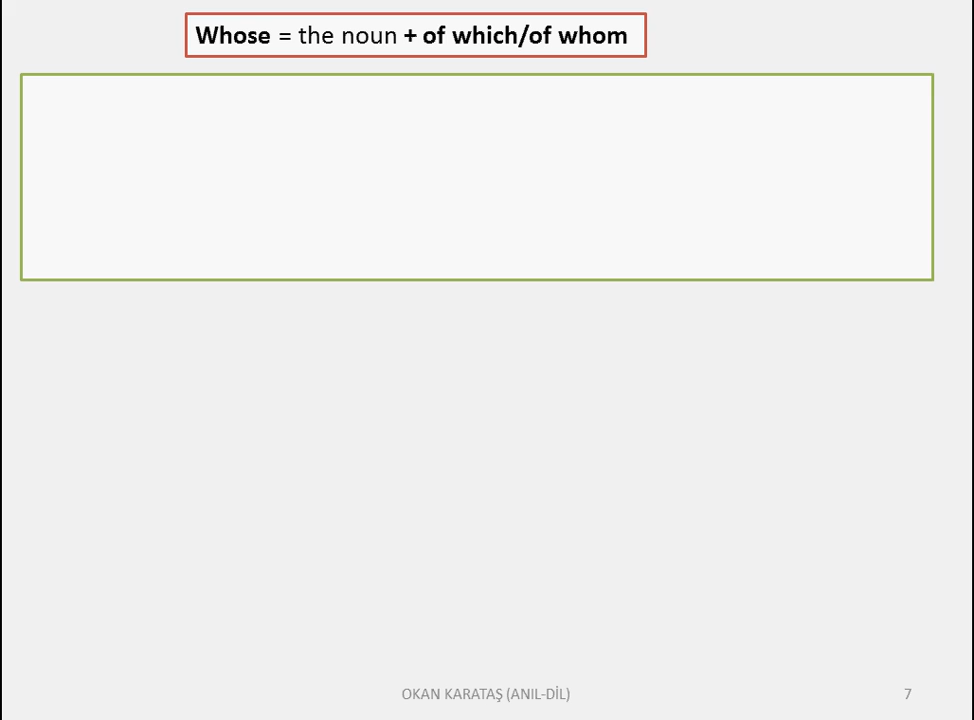 Whose = the noun + of which/of whom
OKAN KARATAŞ (ANIL-DİL)
7